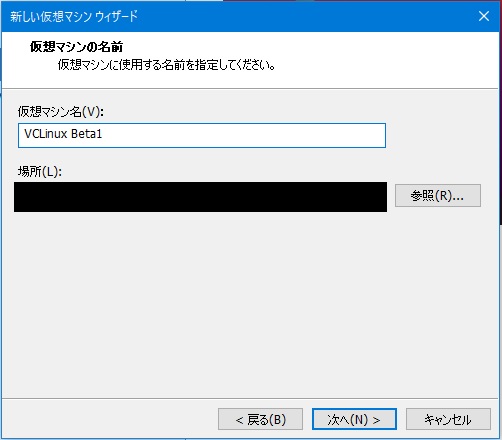 新しい仮想マシン ウィザード
仮想マシンの名前
仮想マシンに使用する名前を指定してください。
仮想マシン名(V):
VCLinux Beta1
場所(L):
参照(R)...
< 戻る(B)
次へ(N) >
キャンセル